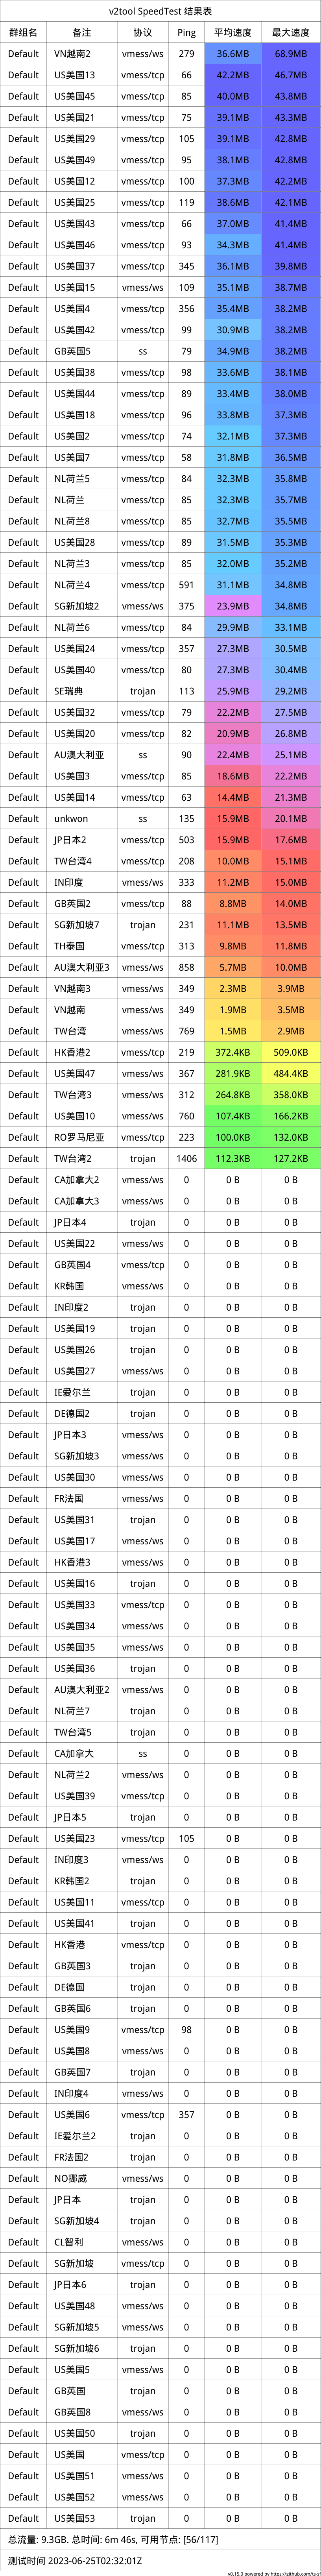 v2tool SpeedTest 结果表
群组名 备注 协议 Ping 平均速度 最大速度
Default VN越南2 vmess/ws 279 36.6MB 68.9MB
Default US美国13 vmess/tcp 66 42.2MB 46.7MB
Default US美国45 vmess/tcp 85 40.0MB 43.8MB
Default US美国21 vmess/tcp 75 39.1MB 43.3MB
Default US美国29 vmess/tcp 105 39.1MB 42.8MB
Default US美国49 vmess/tcp 95 38.1MB 42.8MB
Default US美国12 vmess/tcp 100 37.3MB 42.2MB
Default US美国25 vmess/tcp 119 38.6MB 42.1MB
Default US美国43 vmess/tcp 66 37.0MB 41.4MB
Default US美国46 vmess/tcp 93 34.3MB 41.4MB
Default US美国37 vmess/tcp 345 36.1MB 39.8MB
Default US美国15 vmess/ws 109 35.1MB 38.7MB
Default US美国4 vmess/tcp 356 35.4MB 38.2MB
Default US美国42 vmess/tcp 99 30.9MB 38.2MB
Default GB英国5 ss 79 34.9MB 38.2MB
Default US美国38 vmess/tcp 98 33.6MB 38.1MB
Default US美国44 vmess/tcp 89 33.4MB 38.0MB
Default US美国18 vmess/tcp 96 33.8MB 37.3MB
Default US美国2 vmess/tcp 74 32.1MB 37.3MB
Default US美国7 vmess/tcp 58 31.8MB 36.5MB
Default NL荷兰5 vmess/tcp 84 32.3MB 35.8MB
Default NL荷兰 vmess/tcp 85 32.3MB 35.7MB
Default NL荷兰8 vmess/tcp 85 32.7MB 35.5MB
Default US美国28 vmess/tcp 89 31.5MB 35.3MB
Default NL荷兰3 vmess/tcp 85 32.0MB 35.2MB
Default NL荷兰4 vmess/tcp 591 31.1MB 34.8MB
Default SG新加坡2 vmess/ws 375 23.9MB 34.8MB
Default NL荷兰6 vmess/tcp 84 29.9MB 33.1MB
Default US美国24 vmess/tcp 357 27.3MB 30.5MB
Default US美国40 vmess/tcp 80 27.3MB 30.4MB
Default SE瑞典 trojan 113 25.9MB 29.2MB
Default US美国32 vmess/tcp 79 22.2MB 27.5MB
Default US美国20 vmess/tcp 82 20.9MB 26.8MB
Default AU澳大利亚 ss 90 22.4MB 25.1MB
Default US美国3 vmess/tcp 85 18.6MB 22.2MB
Default US美国14 vmess/tcp 63 14.4MB 21.3MB
Default unkwon ss 135 15.9MB 20.1MB
Default JP日本2 vmess/tcp 503 15.9MB 17.6MB
Default TW台湾4 vmess/tcp 208 10.0MB 15.1MB
Default IN印度 vmess/ws 333 11.2MB 15.0MB
Default GB英国2 vmess/tcp 88 8.8MB 14.0MB
Default SG新加坡7 trojan 231 11.1MB 13.5MB
Default TH泰国 vmess/tcp 313 9.8MB 11.8MB
Default AU澳大利亚3 vmess/ws 858 5.7MB 10.0MB
Default VN越南3 vmess/ws 349 2.3MB 3.9MB
Default VN越南 vmess/ws 349 1.9MB 3.5MB
Default TW台湾 vmess/ws 769 1.5MB 2.9MB
Default HK香港2 vmess/tcp 219 372.4KB 509.0KB
Default US美国47 vmess/ws 367 281.9KB 484.4KB
Default TW台湾3 vmess/ws 312 264.8KB 358.0KB
Default US美国10 vmess/ws 760 107.4KB 166.2KB
Default RO罗马尼亚 vmess/tcp 223 100.0KB 132.0KB
Default TW台湾2 trojan 1406 112.3KB 127.2KB
Default CA加拿大2 vmess/ws 0 0 B 0 B
Default CA加拿大3 vmess/ws 0 0 B 0 B
Default JP日本4 trojan 0 0 B 0 B
Default US美国22 vmess/ws 0 0 B 0 B
Default GB英国4 vmess/tcp 0 0 B 0 B
Default KR韩国 vmess/ws 0 0 B 0 B
Default IN印度2 trojan 0 0 B 0 B
Default US美国19 trojan 0 0 B 0 B
Default US美国26 trojan 0 0 B 0 B
Default US美国27 vmess/ws 0 0 B 0 B
Default IE爱尔兰 trojan 0 0 B 0 B
Default DE德国2 trojan 0 0 B 0 B
Default JP日本3 vmess/ws 0 0 B 0 B
Default SG新加坡3 vmess/ws 0 0 B 0 B
Default US美国30 vmess/ws 0 0 B 0 B
Default FR法国 vmess/ws 0 0 B 0 B
Default US美国31 trojan 0 0 B 0 B
Default US美国17 vmess/ws 0 0 B 0 B
Default HK香港3 vmess/ws 0 0 B 0 B
Default US美国16 trojan 0 0 B 0 B
Default US美国33 vmess/tcp 0 0 B 0 B
Default US美国34 vmess/ws 0 0 B 0 B
Default US美国35 vmess/ws 0 0 B 0 B
Default US美国36 trojan 0 0 B 0 B
Default AU澳大利亚2 vmess/ws 0 0 B 0 B
Default NL荷兰7 trojan 0 0 B 0 B
Default TW台湾5 trojan 0 0 B 0 B
Default CA加拿大 ss 0 0 B 0 B
Default NL荷兰2 vmess/ws 0 0 B 0 B
Default US美国39 vmess/tcp 0 0 B 0 B
Default JP日本5 trojan 0 0 B 0 B
Default US美国23 vmess/tcp 105 0 B 0 B
Default IN印度3 vmess/ws 0 0 B 0 B
Default KR韩国2 trojan 0 0 B 0 B
Default US美国11 vmess/tcp 0 0 B 0 B
Default US美国41 trojan 0 0 B 0 B
Default HK香港 vmess/tcp 0 0 B 0 B
Default GB英国3 trojan 0 0 B 0 B
Default DE德国 trojan 0 0 B 0 B
Default GB英国6 trojan 0 0 B 0 B
Default US美国9 vmess/tcp 98 0 B 0 B
Default US美国8 vmess/ws 0 0 B 0 B
Default GB英国7 trojan 0 0 B 0 B
Default IN印度4 vmess/ws 0 0 B 0 B
Default US美国6 vmess/tcp 357 0 B 0 B
Default IE爱尔兰2 trojan 0 0 B 0 B
Default FR法国2 trojan 0 0 B 0 B
Default NO挪威 vmess/ws 0 0 B 0 B
Default JP日本 trojan 0 0 B 0 B
Default SG新加坡4 trojan 0 0 B 0 B
Default CL智利 vmess/ws 0 0 B 0 B
Default SG新加坡 vmess/tcp 0 0 B 0 B
Default JP日本6 trojan 0 0 B 0 B
Default US美国48 vmess/ws 0 0 B 0 B
Default SG新加坡5 vmess/ws 0 0 B 0 B
Default SG新加坡6 trojan 0 0 B 0 B
Default US美国5 vmess/ws 0 0 B 0 B
Default GB英国 trojan 0 0 B 0 B
Default GB英国8 vmess/ws 0 0 B 0 B
Default US美国50 trojan 0 0 B 0 B
Default US美国 vmess/tcp 0 0 B 0 B
Default US美国51 vmess/ws 0 0 B 0 B
Default US美国52 vmess/ws 0 0 B 0 B
Default US美国53 trojan 0 0 B 0 B
总流量: 9.3GB. 总时间: 6m 46s, 可用节点: [56/117]
测试时间 2023-06-25T02:32:01Z
v0.15.0 powered by https://github.com/ts-sf